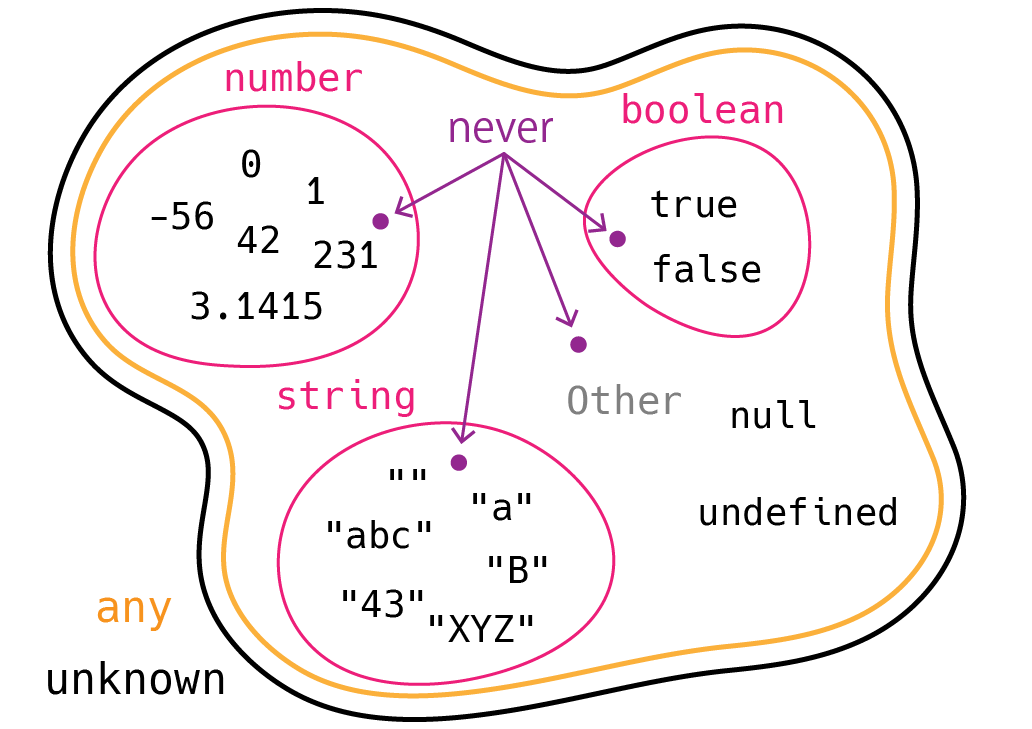 number
never
boolean
0
1
-56
42
231
3.1415
true
false
string
Other
null
""
"a"
"abc"
undefined
"B"
"43"
"XYZ"
any
unknown